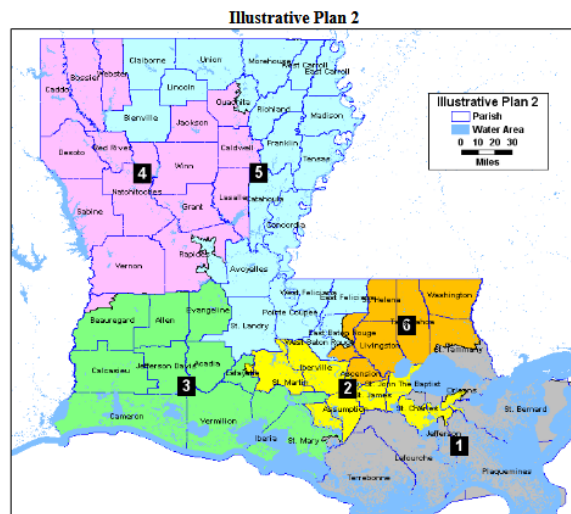 Illustrative Plan 2
Claiborne
Union
Morehouse
West Carroll
East Carroll
Bossier
Webster
Caddo
Lincoln
Ouachita
Richland
Madison
Bienville
Jackson
Illustrative Plan 2
Parish
Water Area
0 10 20 30
Miles
Desoto
Red River
Winn
Caldwell
Franklin
Tensas
4
5
Natchitoches
Sabine
Grant
Lasalle
Catahoula
Concordia
Vernon
Rapides
Avoyelles
West Feliciana
East Feliciana
St. Helena
Washington
Beauregard
Allen
Evangeline
St. Landry
Pointe Coupee
East Baton Rouge
West Baton Rouge
Tangipahoa
6
Livingston
St. Tammany
Calcasieu
Jefferson Davis
Acadia
Lafayette
3
St. Martin
Iberville
Ascension
2
St. John The Baptist
St. James
Orleans
Assumption
St. Charles
St. Bernard
Cameron
Vermilion
Iberia
St. Mary
Jefferson
1
Lafourche
Plaquemines
Terrebonne